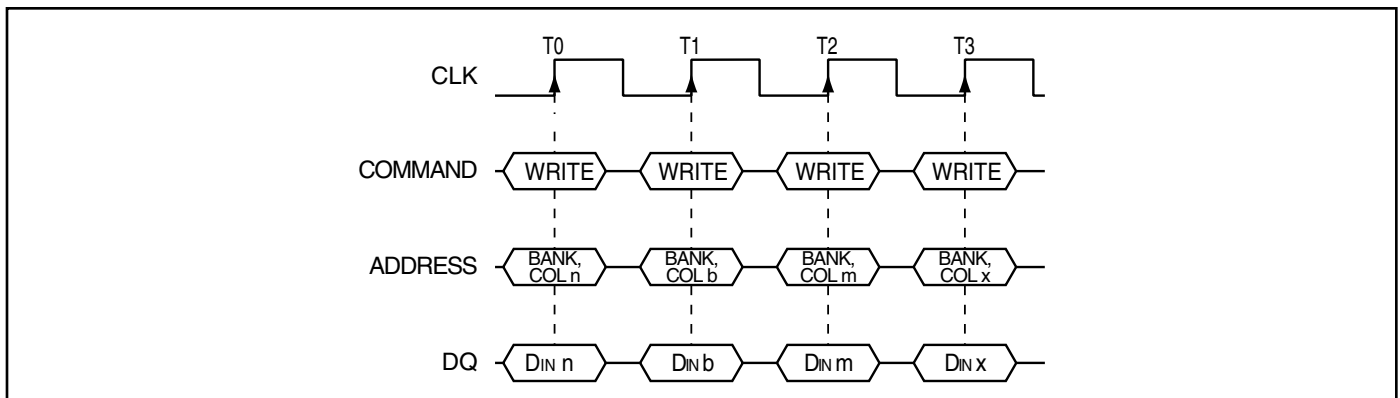 T0 T1 T2 T3
CLK
COMMAND WRITE WRITE WRITE WRITE
ADDRESS BANK, COL n BANK, COL b BANK, COL m BANK, COL x
DQ DIN n DIN b DIN m DIN x